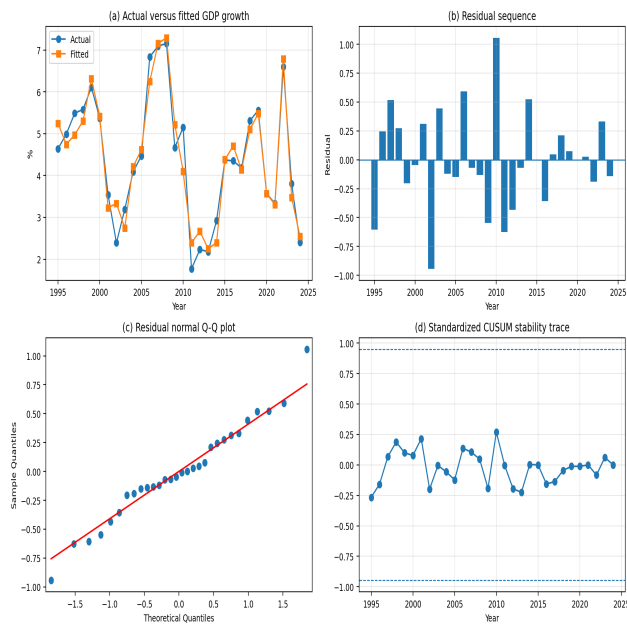 (a) Actual versus fitted GDP growth
Actual
Fitted
%
7
6
5
4
3
2
1995 2000 2005 2010 2015 2020 2025
Year
(b) Residual sequence
Residual
1.00
0.75
0.50
0.25
0.00
−0.25
−0.50
−0.75
−1.00
1995 2000 2005 2010 2015 2020 2025
Year
(c) Residual normal Q-Q plot
Sample Quantiles
1.00
0.75
0.50
0.25
0.00
−0.25
−0.50
−0.75
−1.00
−1.5 −1.0 −0.5 0.0 0.5 1.0 1.5
Theoretical Quantiles
(d) Standardized CUSUM stability trace
1.00
0.75
0.50
0.25
0.00
−0.25
−0.50
−0.75
−1.00
1995 2000 2005 2010 2015 2020 2025
Year